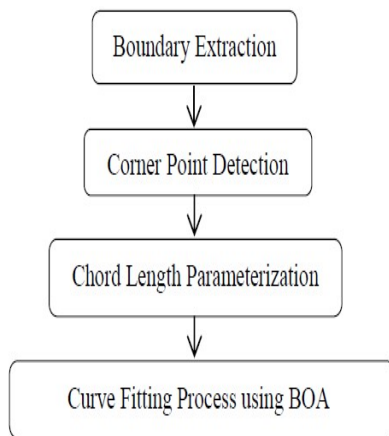 Boundary Extraction
Corner Point Detection
Chord Length Parameterization
Curve Fitting Process using BOA